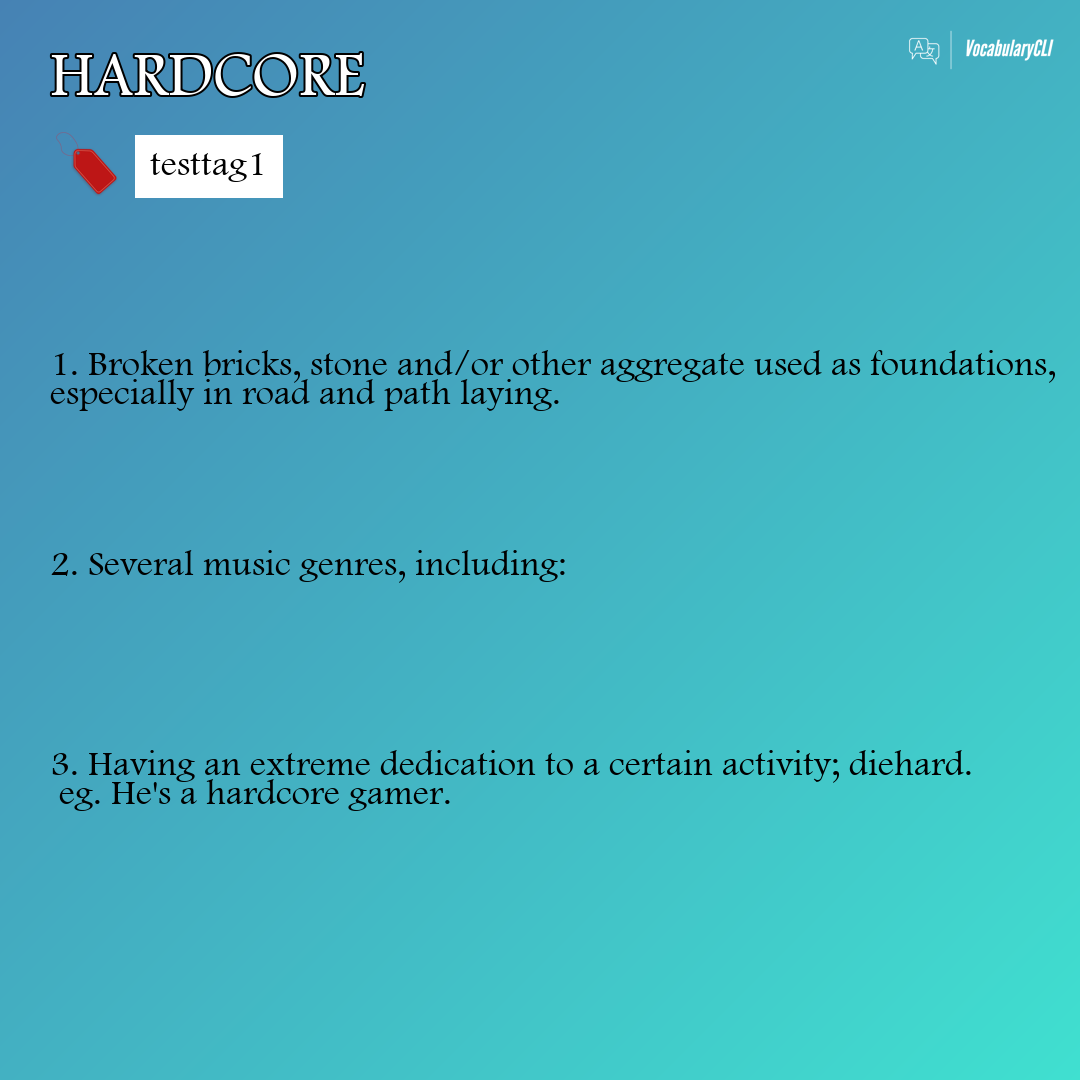 HARDCORE
VocabularyCLI
testtag1
1. Broken bricks, stone and/or other aggregate used as foundations,
especially in road and path laying.
2. Several music genres, including:
3. Having an extreme dedication to a certain activity; diehard.
eg. He's a hardcore gamer.